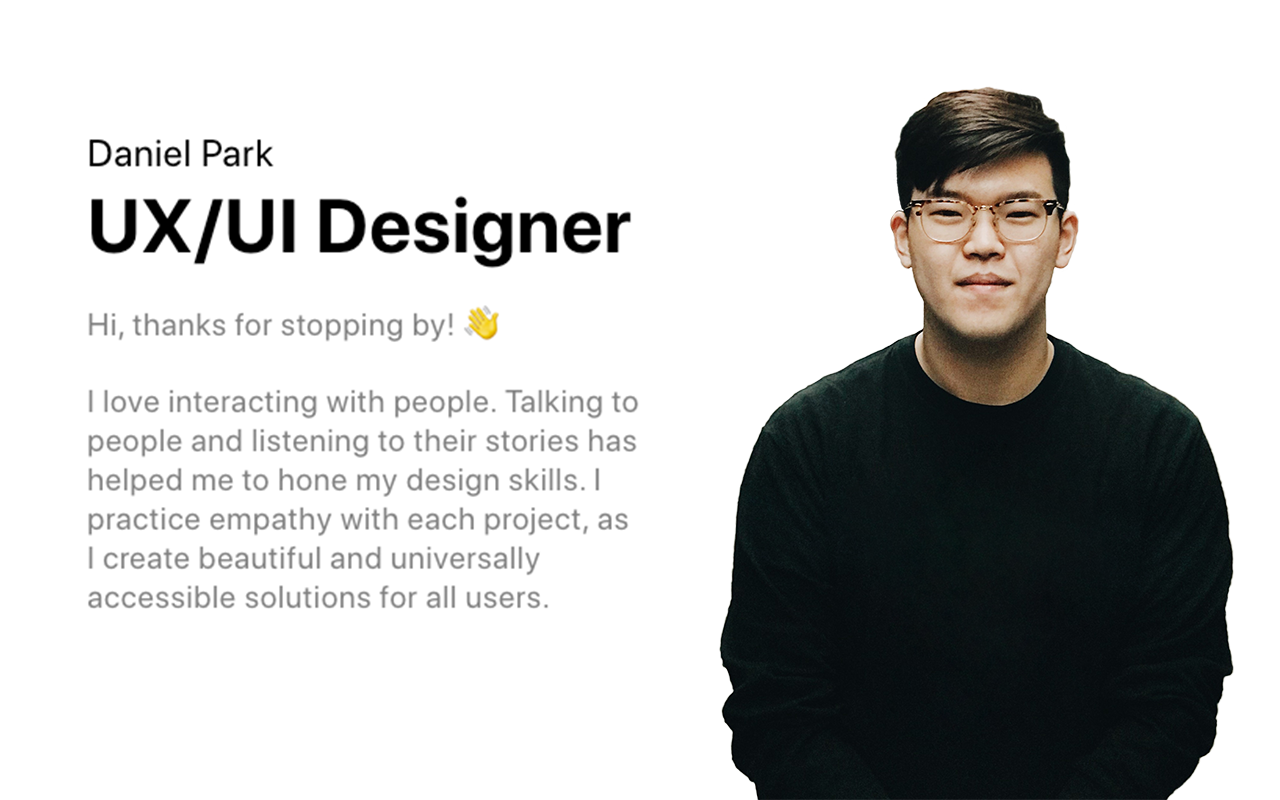 Daniel Park
UX/UI Designer
Hi, thanks for stopping by! 👋
I love interacting with people. Talking to
people and listening to their stories has
helped me to hone my design skills. I
practice empathy with each project, as
I create beautiful and universally
accessible solutions for all users.